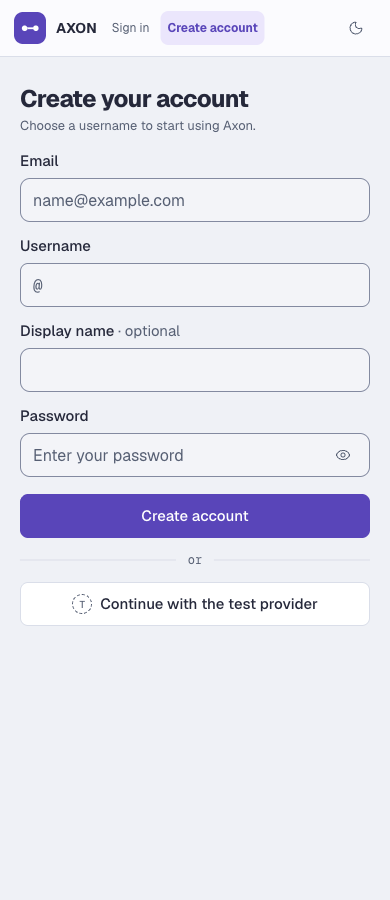 AXON Sign in Create account
Create your account
Choose a username to start using Axon.
Email
name@example.com
Username
@
Display name · optional
Password
Enter your password
Create account
or
T Continue with the test provider